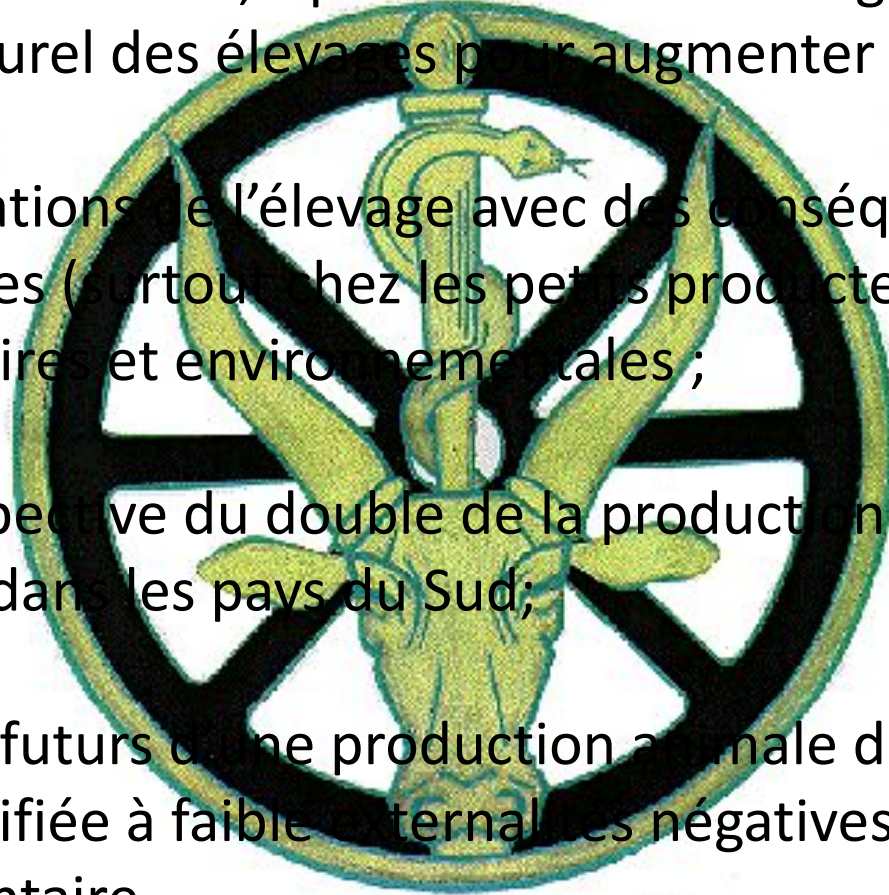 urel des élevages pour augmenter
ations de l’élevage avec des conséq
es (surtout chez les petits producte
ires et environnementales ;
pective du double de la production
dans les pays du Sud;
futurs d’une production animale d
ifiée à faible externalités négatives
ntaire